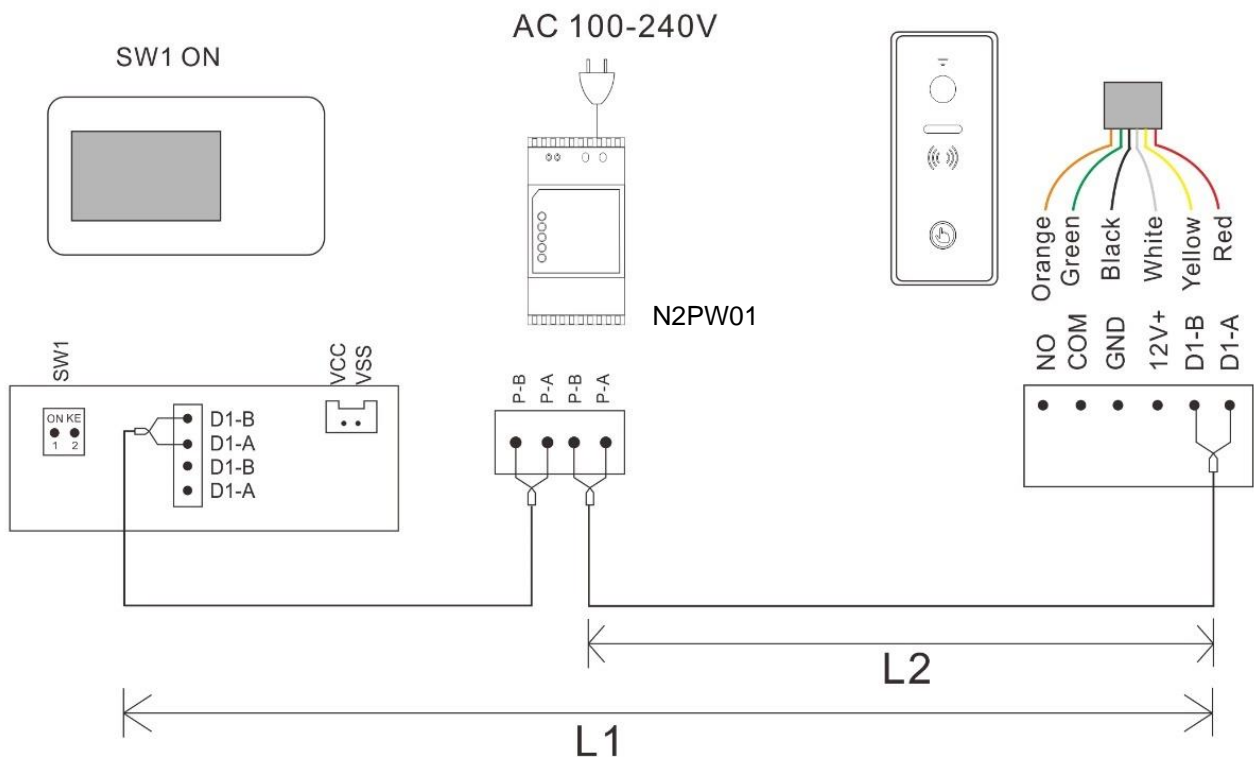 AC 100-240V
SW1 ON
N2PW01
Orange
Green
Black
White
Yellow
Red
NO
COM
GND
12V+
D1-B
D1-A
SW1
ON KE
1 2
VCC
VSS
D1-B
D1-A
D1-B
D1-A
P-B
P-A
P-B
P-A
L2
L1